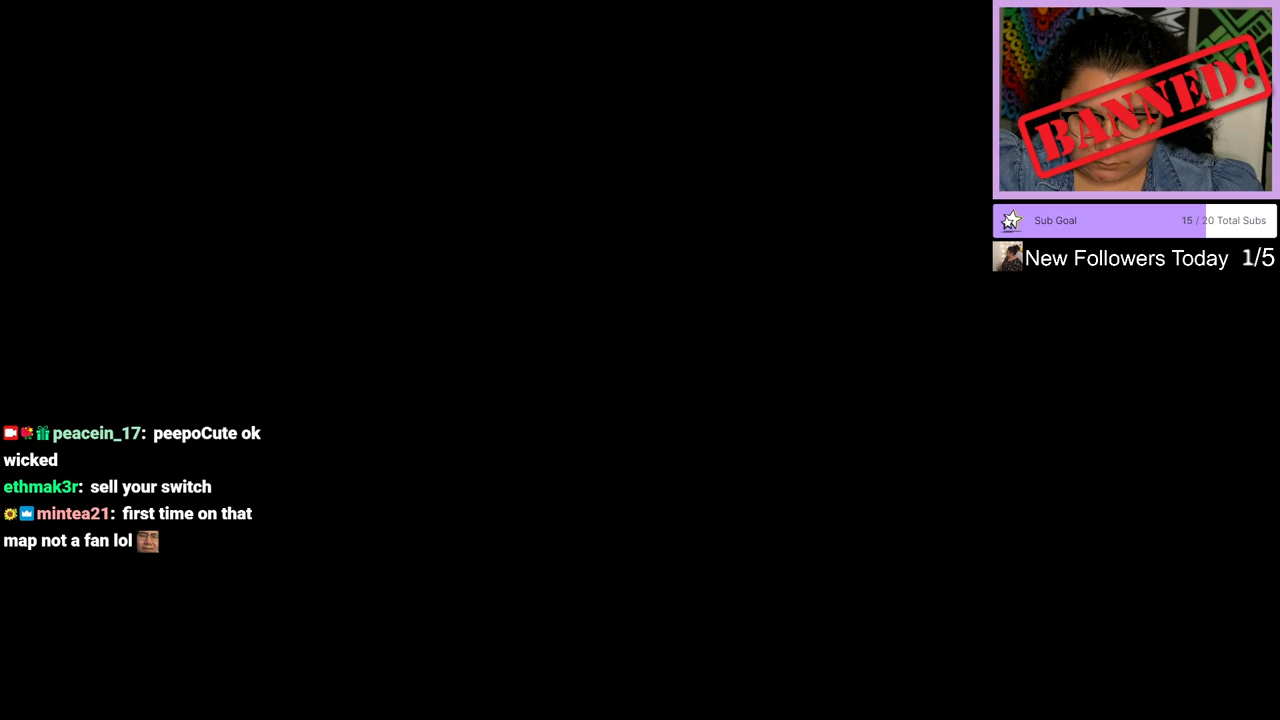 BANNED!
Sub Goal 15 / 20 Total Subs
New Followers Today 1/5
peacein_17: peepoCute ok
wicked
ethmak3r: sell your switch
mintea21: first time on that
map not a fan lol